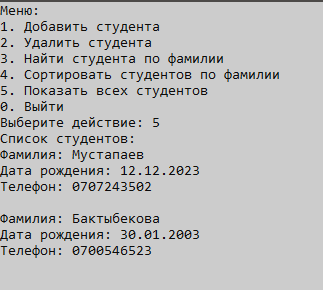 Меню:
1. Добавить студента
2. Удалить студента
3. Найти студента по фамилии
4. Сортировать студентов по фамилии
5. Показать всех студентов
0. Выйти
Выберите действие: 5
Список студентов:
Фамилия: Мустапаев
Дата рождения: 12.12.2023
Телефон: 0707243502
Фамилия: Бактыбекова
Дата рождения: 30.01.2003
Телефон: 0700546523